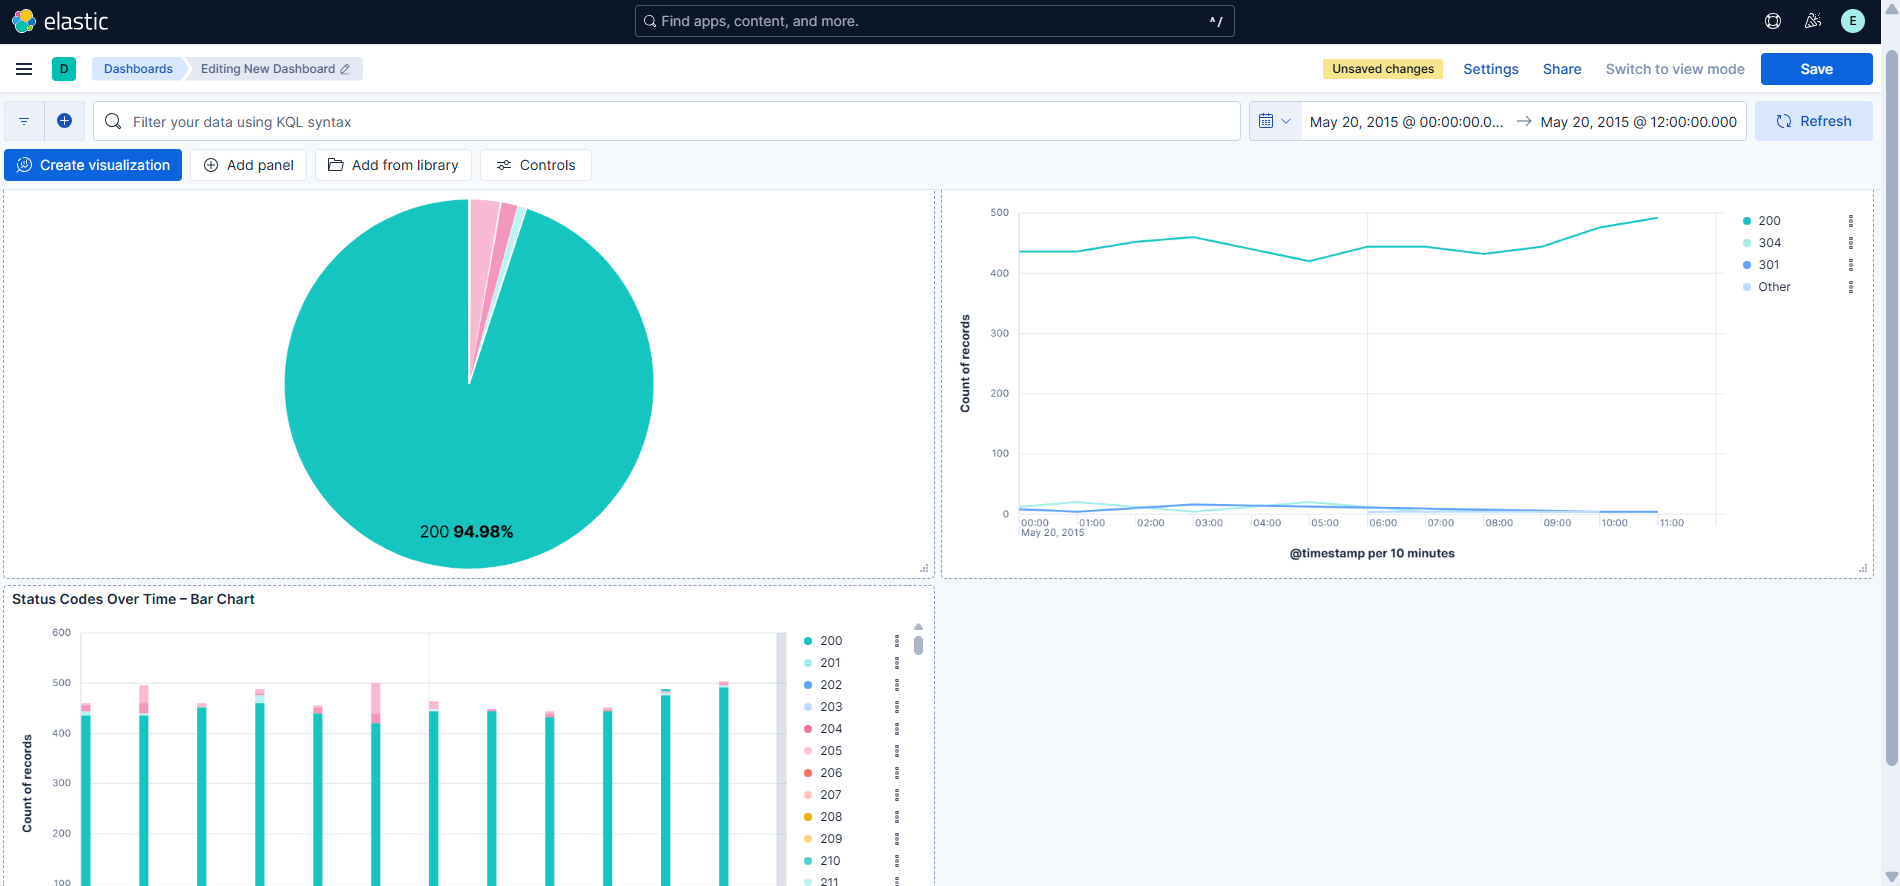 elastic
Find apps, content, and more.
^/
E
D
Dashboards
Editing New Dashboard
Unsaved changes
Settings
Share
Switch to view mode
Save
Filter your data using KQL syntax
May 20, 2015 @ 00:00:00.0...
May 20, 2015 @ 12:00:00.000
Refresh
Create visualization
Add panel
Add from library
Controls
200 94.98%
500
400
300
200
100
0
Count of records
00:00 01:00 02:00 03:00 04:00 05:00 06:00 07:00 08:00 09:00 10:00 11:00
May 20, 2015
@timestamp per 10 minutes
200
304
301
Other
Status Codes Over Time – Bar Chart
600
500
400
300
200
100
Count of records
200
201
202
203
204
205
206
207
208
209
210
211